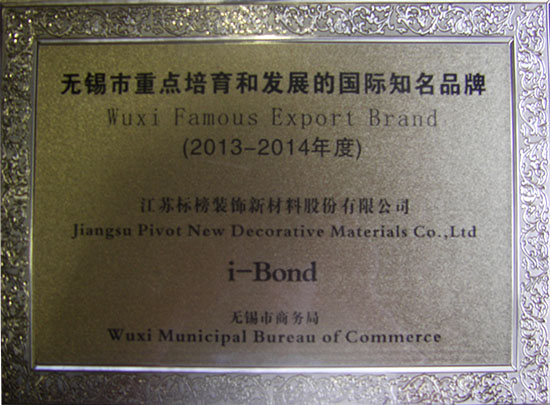 无锡市重点培育和发展的国际知名品牌
Wuxi Famous Export Brand
(2013-2014年度)
江苏标榜装饰新材料股份有限公司
Jiangsu Pivot New Decorative Materials Co.,Ltd
i-Bond
无锡市商务局
Wuxi Municipal Bureau of Commerce